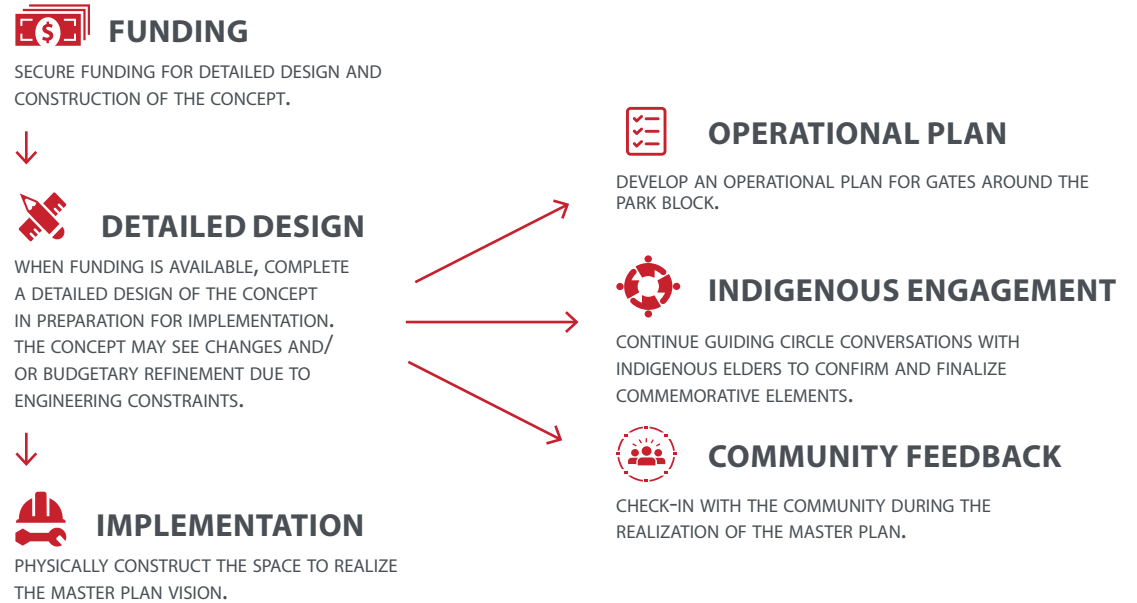 FUNDING
SECURE FUNDING FOR DETAILED DESIGN AND
CONSTRUCTION OF THE CONCEPT.
DETAILED DESIGN
WHEN FUNDING IS AVAILABLE, COMPLETE
A DETAILED DESIGN OF THE CONCEPT
IN PREPARATION FOR IMPLEMENTATION.
THE CONCEPT MAY SEE CHANGES AND/
OR BUDGETARY REFINEMENT DUE TO
ENGINEERING CONSTRAINTS.
IMPLEMENTATION
PHYSICALLY CONSTRUCT THE SPACE TO REALIZE
THE MASTER PLAN VISION.
OPERATIONAL PLAN
DEVELOP AN OPERATIONAL PLAN FOR GATES AROUND THE
PARK BLOCK.
INDIGENOUS ENGAGEMENT
CONTINUE GUIDING CIRCLE CONVERSATIONS WITH
INDIGENOUS ELDERS TO CONFIRM AND FINALIZE
COMMEMORATIVE ELEMENTS.
COMMUNITY FEEDBACK
CHECK-IN WITH THE COMMUNITY DURING THE
REALIZATION OF THE MASTER PLAN.